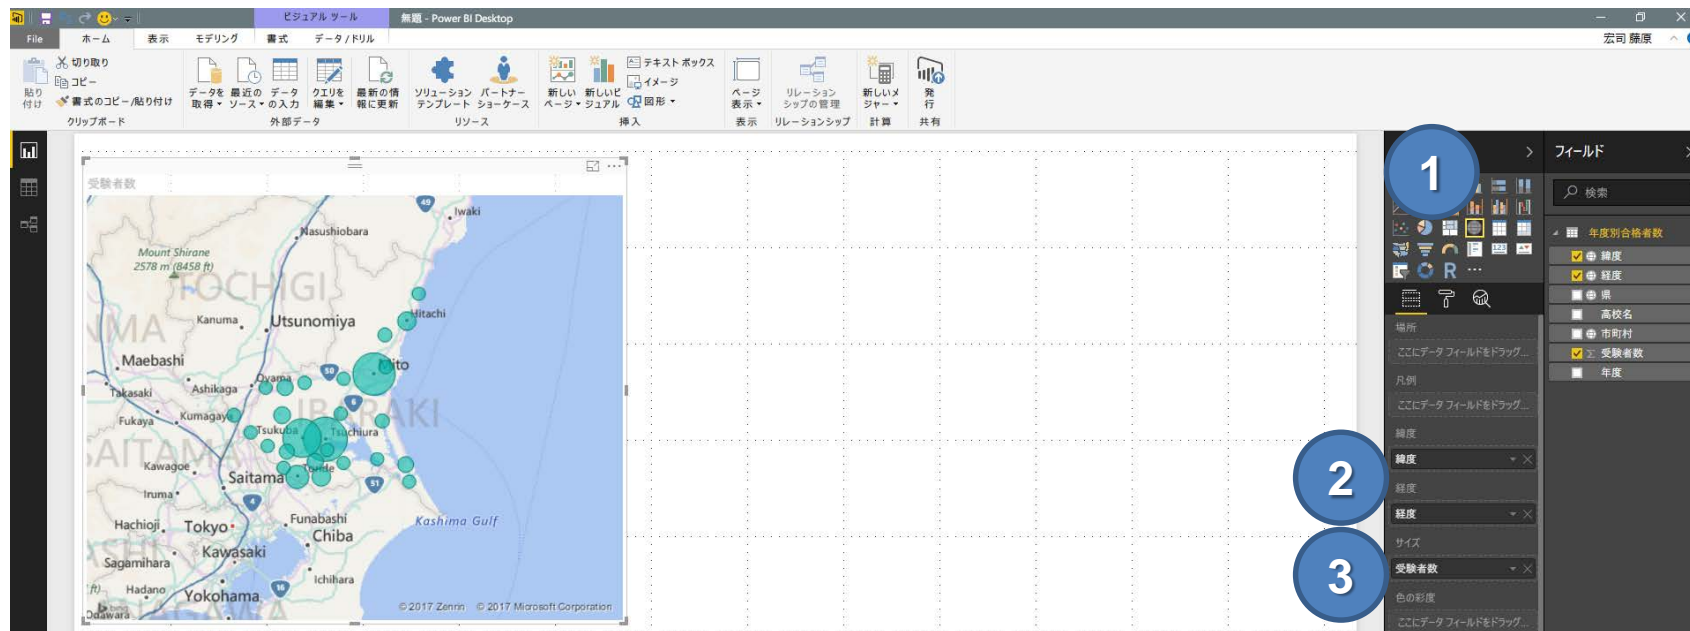 ビジュアル ツール
無題 - Power BI Desktop
File ホーム 表示 モデリング 書式 データ/ドリル
宏司 藤原
切り取り
コピー
書式のコピー/貼り付け
貼り付け
クリップボード
データを取得
最近のソース
データの入力
クエリを編集
最新の情報に更新
外部データ
ソリューションテンプレート
パートナーショーケース
リソース
新しいページ
新しいビジュアル
テキスト ボックス
イメージ
図形
挿入
ページ表示
表示
リレーションシップの管理
リレーションシップ
新しいメジャー
計算
発行
共有
受験者数
49
Iwaki
Nasushiobara
Mount Shirane
2578 m (8458 ft)
TOCHIGI
Hitachi
Kanuma
Utsunomiya
Maebashi
50
Mito
Oyama
Takasaki
Ashikaga
6
IBARAKI
Fukaya
Kumagaya
Tsukuba
Tsuchiura
SAITAMA
Kawagoe
Toride
Saitama
51
Iruma
4
Hachioji
Tokyo
Funabashi
Kashima Gulf
Chiba
Kawasaki
Sagamihara
Ichihara
Hadano
Yokohama
16
Odawara
bing
© 2017 Zenrin © 2017 Microsoft Corporation
1
2
3
場所
ここにデータ フィールドをドラッグ...
凡例
ここにデータ フィールドをドラッグ...
緯度
緯度
経度
経度
サイズ
受験者数
色の彩度
ここにデータ フィールドをドラッグ...
フィールド
検索
年度別合格者数
緯度
経度
県
高校名
市町村
受験者数
年度